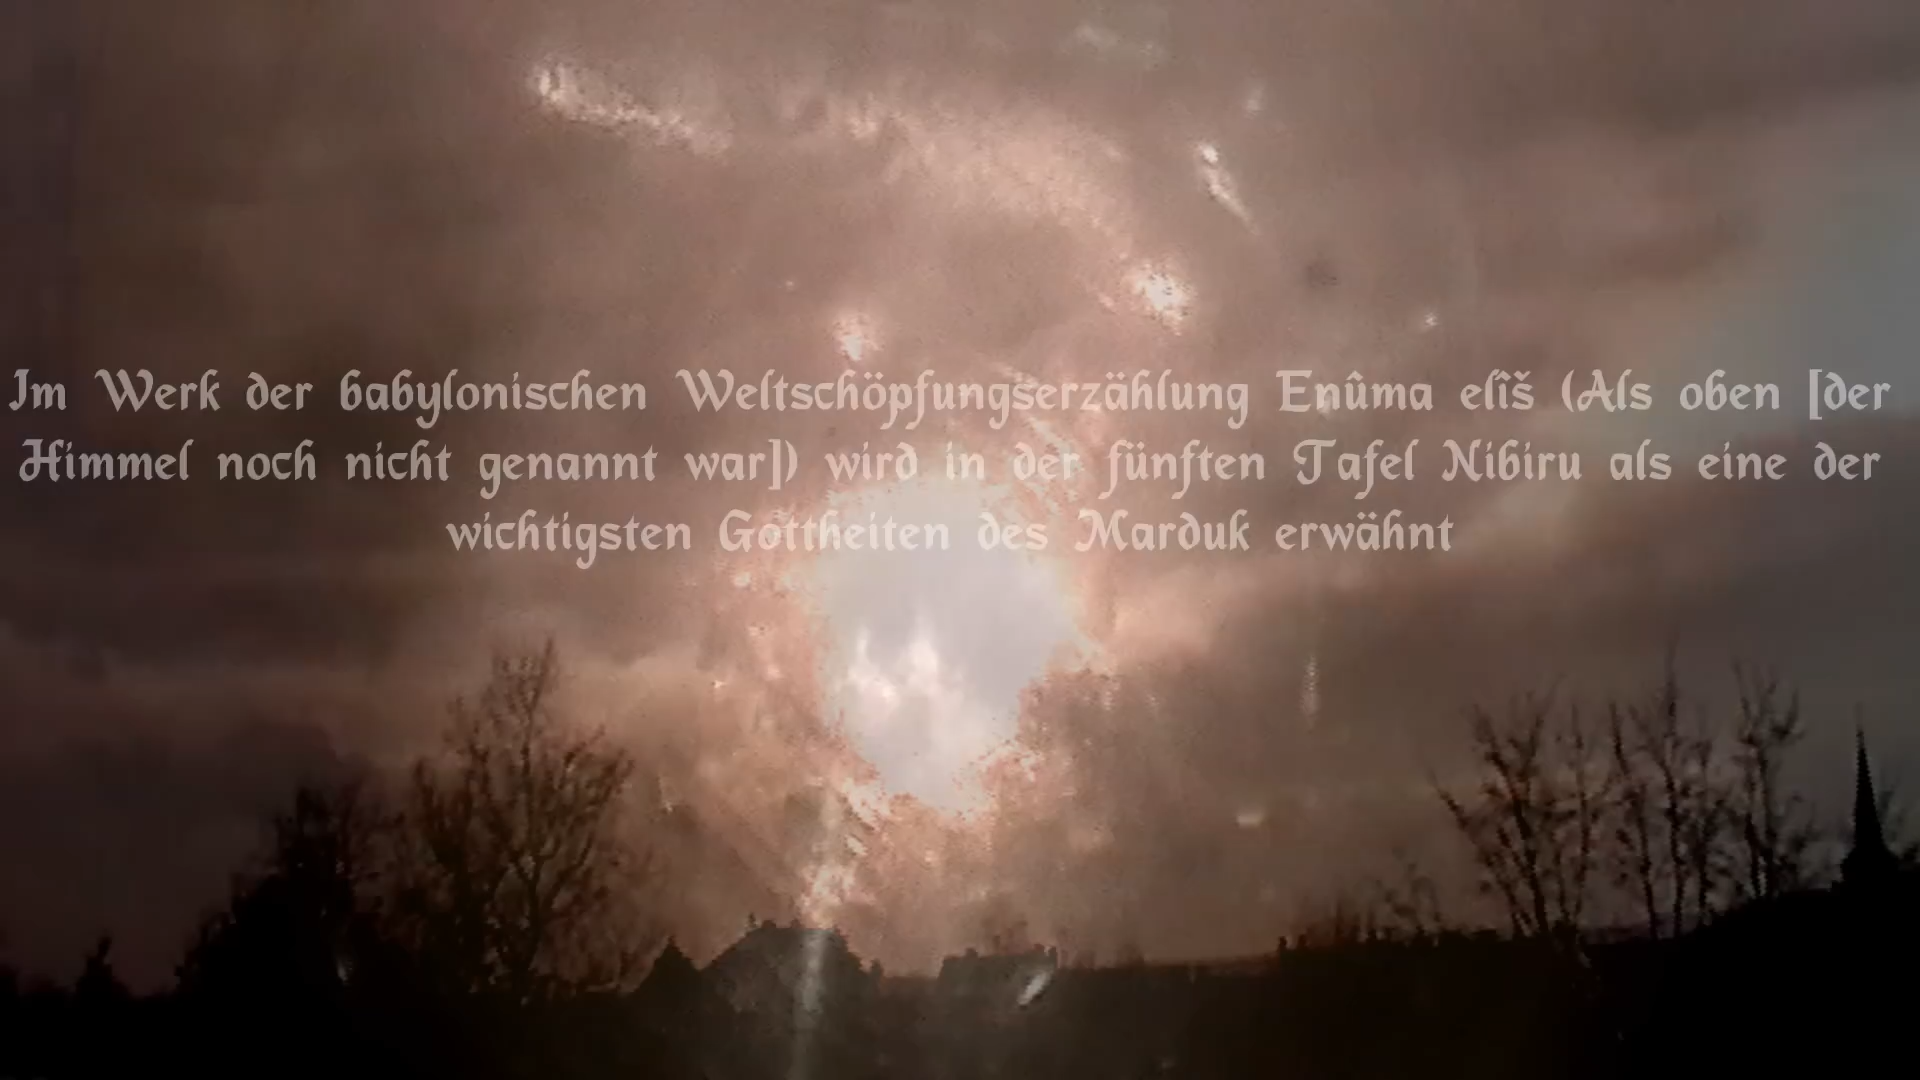 Im Werk der babylonischen Weltschöpfungserzählung Enûma elîš (Als oben [der
Himmel noch nicht genannt war]) wird in der fünften Tafel Nibiru als eine der
wichtigsten Gottheiten des Marduk erwähnt